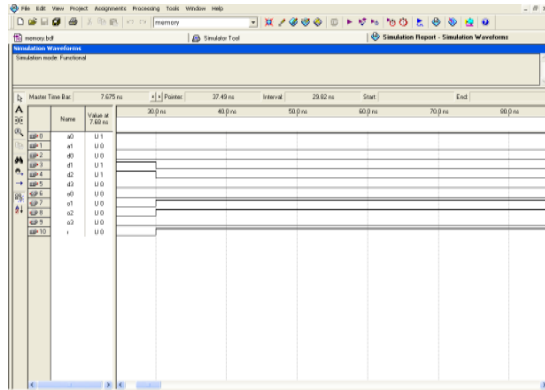 File Edit View Project Assignments Processing Tools Window Help
memory
memory.bdf Simulator Tool Simulation Report - Simulation Waveforms
Simulation Waveforms
Simulation mode: Functional
Master Time Bar: 7.675 ns Pointer: 37.49 ns Interval: 29.82 ns Start: End:
Name Value at 7.68 ns 30.0 ns 40.0 ns 50.0 ns 60.0 ns 70.0 ns 80.0 ns
0 a0 U 1
1 a1 U 0
2 d0 U 0
3 d1 U 1
4 d2 U 1
5 d3 U 0
6 o0 U 0
7 o1 U 0
8 o2 U 0
9 o3 U 0
10 r U 0